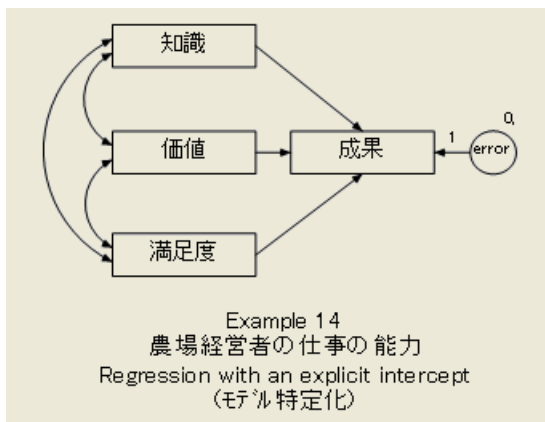 知識
0,
価値
成果
1
error
満足度
Example 14
農場経営者の仕事の能力
Regression with an explicit intercept
(ﾓﾃﾞﾙ特定化)